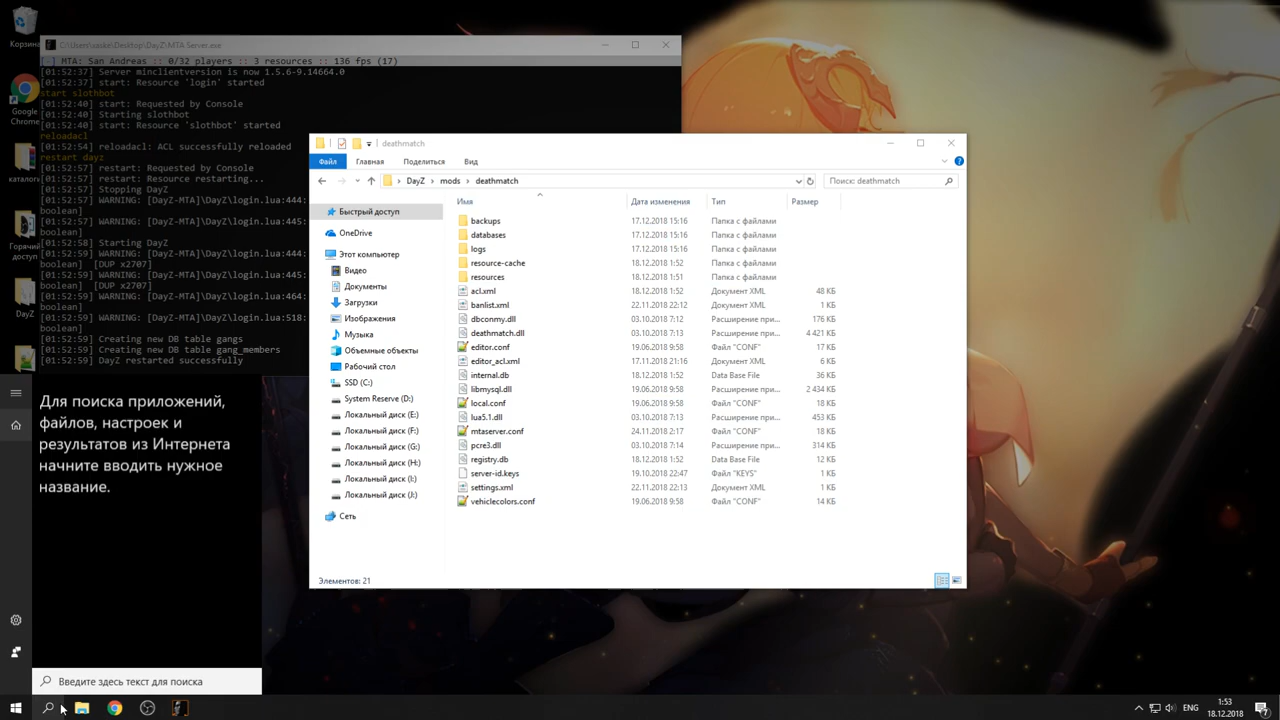 Корзина
Google
Chrome
каталоги
Горячий
доступ
DayZ
C:\Users\saske\Desktop\DayZ\MTA Server.exe
MTA: San Andreas :: 0/32 players :: 3 resources :: 136 fps (17)
[01:52:37] Server minclientversion is now 1.5.6-9.14664.0
[01:52:37] start: Resource 'login' started
start slothbot
[01:52:40] start: Requested by Console
[01:52:40] Starting slothbot
[01:52:40] start: Resource 'slothbot' started
reloadacl
[01:52:54] reloadacl: ACL successfully reloaded
restart dayz
[01:52:57] restart: Requested by Console
[01:52:57] restart: Resource restarting...
[01:52:57] Stopping DayZ
[01:52:57] WARNING: [DayZ-MTA]\DayZ\login.lua:444:
boolean]
[01:52:57] WARNING: [DayZ-MTA]\DayZ\login.lua:445:
boolean]
[01:52:58] Starting DayZ
[01:52:59] WARNING: [DayZ-MTA]\DayZ\login.lua:444:
boolean]  [DUP x2707]
[01:52:59] WARNING: [DayZ-MTA]\DayZ\login.lua:445:
boolean]  [DUP x2707]
[01:52:59] WARNING: [DayZ-MTA]\DayZ\login.lua:464:
boolean]
[01:52:59] WARNING: [DayZ-MTA]\DayZ\login.lua:518:
boolean]
[01:52:59] Creating new DB table gangs
[01:52:59] Creating new DB table gang_members
[01:52:59] DayZ restarted successfully
deathmatch
Файл Главная Поделиться Вид
DayZ mods deathmatch Поиск: deathmatch
Имя Дата изменения Тип Размер
Быстрый доступ
OneDrive
Этот компьютер
Видео
Документы
Загрузки
Изображения
Музыка
Объемные объекты
Рабочий стол
SSD (C:)
System Reserve (D:)
Локальный диск (E:)
Локальный диск (F:)
Локальный диск (G:)
Локальный диск (H:)
Локальный диск (I:)
Локальный диск (J:)
Сеть
backups 17.12.2018 15:16 Папка с файлами
databases 17.12.2018 15:16 Папка с файлами
logs 17.12.2018 15:16 Папка с файлами
resource-cache 18.12.2018 1:52 Папка с файлами
resources 18.12.2018 1:51 Папка с файлами
acl.xml 18.12.2018 1:52 Документ XML 48 КБ
banlist.xml 22.11.2018 22:12 Документ XML 1 КБ
dbconmy.dll 03.10.2018 7:13 Расширение при... 176 КБ
deathmatch.dll 03.10.2018 7:13 Расширение при... 4 421 КБ
editor.conf 19.06.2018 9:58 Файл "CONF" 17 КБ
editor_acl.xml 17.11.2018 21:16 Документ XML 6 КБ
internal.db 18.12.2018 1:52 Data Base File 36 КБ
libmysql.dll 19.06.2018 9:58 Расширение при... 2 434 КБ
local.conf 19.06.2018 9:58 Файл "CONF" 18 КБ
lua5.1.dll 03.10.2018 7:13 Расширение при... 453 КБ
mtaserver.conf 24.11.2018 2:17 Файл "CONF" 18 КБ
pcre3.dll 03.10.2018 7:14 Расширение при... 314 КБ
registry.db 18.12.2018 1:52 Data Base File 12 КБ
server-id.keys 19.10.2018 22:47 Файл "KEYS" 1 КБ
settings.xml 22.11.2018 22:13 Документ XML 1 КБ
vehiclecolors.conf 19.06.2018 9:58 Файл "CONF" 14 КБ
Элементов: 21
Для поиска приложений,
файлов, настроек и
результатов из Интернета
начните вводить нужное
название.
Введите здесь текст для поиска
ENG
1:53
18.12.2018
7